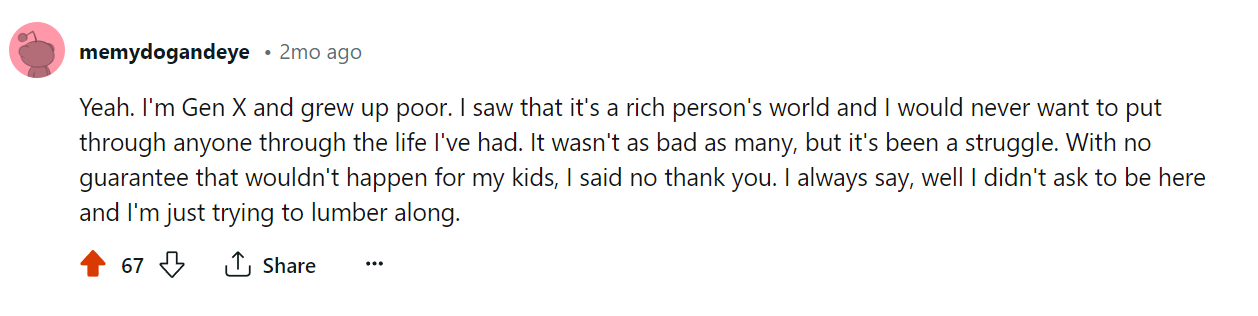 memydogandeye • 2mo ago
Yeah. I'm Gen X and grew up poor. I saw that it's a rich person's world and I would never want to put
through anyone through the life I've had. It wasn't as bad as many, but it's been a struggle. With no
guarantee that wouldn't happen for my kids, I said no thank you. I always say, well I didn't ask to be here
and I'm just trying to lumber along.
67 Share ...